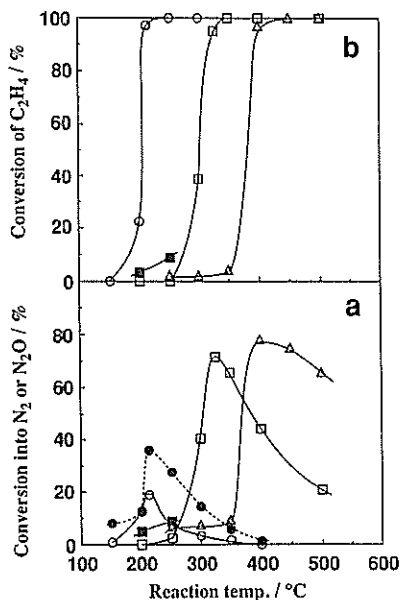 100
80
60
40
20
0
Conversion of C₂H₄ / %
b
80
60
40
20
0
Conversion into N₂ or N₂O / %
a
100 200 300 400 500 600
Reaction temp. / °C